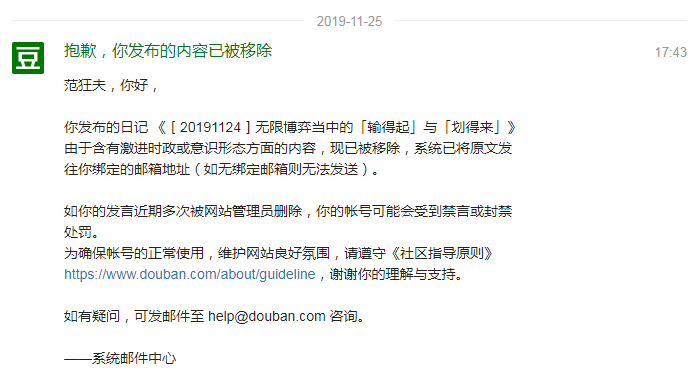 2019-11-25
豆
抱歉，你发布的内容已被移除
17:43
范狂夫，你好，
你发布的日记 《［20191124］无限博弈当中的「输得起」与「划得来」》
由于含有激进时政或意识形态方面的内容，现已被移除，系统已将原文发
往你绑定的邮箱地址（如无绑定邮箱则无法发送）。
如你的发言近期多次被网站管理员删除，你的帐号可能会受到禁言或封禁
处罚。
为确保帐号的正常使用，维护网站良好氛围，请遵守《社区指导原则》
https://www.douban.com/about/guideline，谢谢你的理解与支持。
如有疑问，可发邮件至 help@douban.com 咨询。
——系统邮件中心